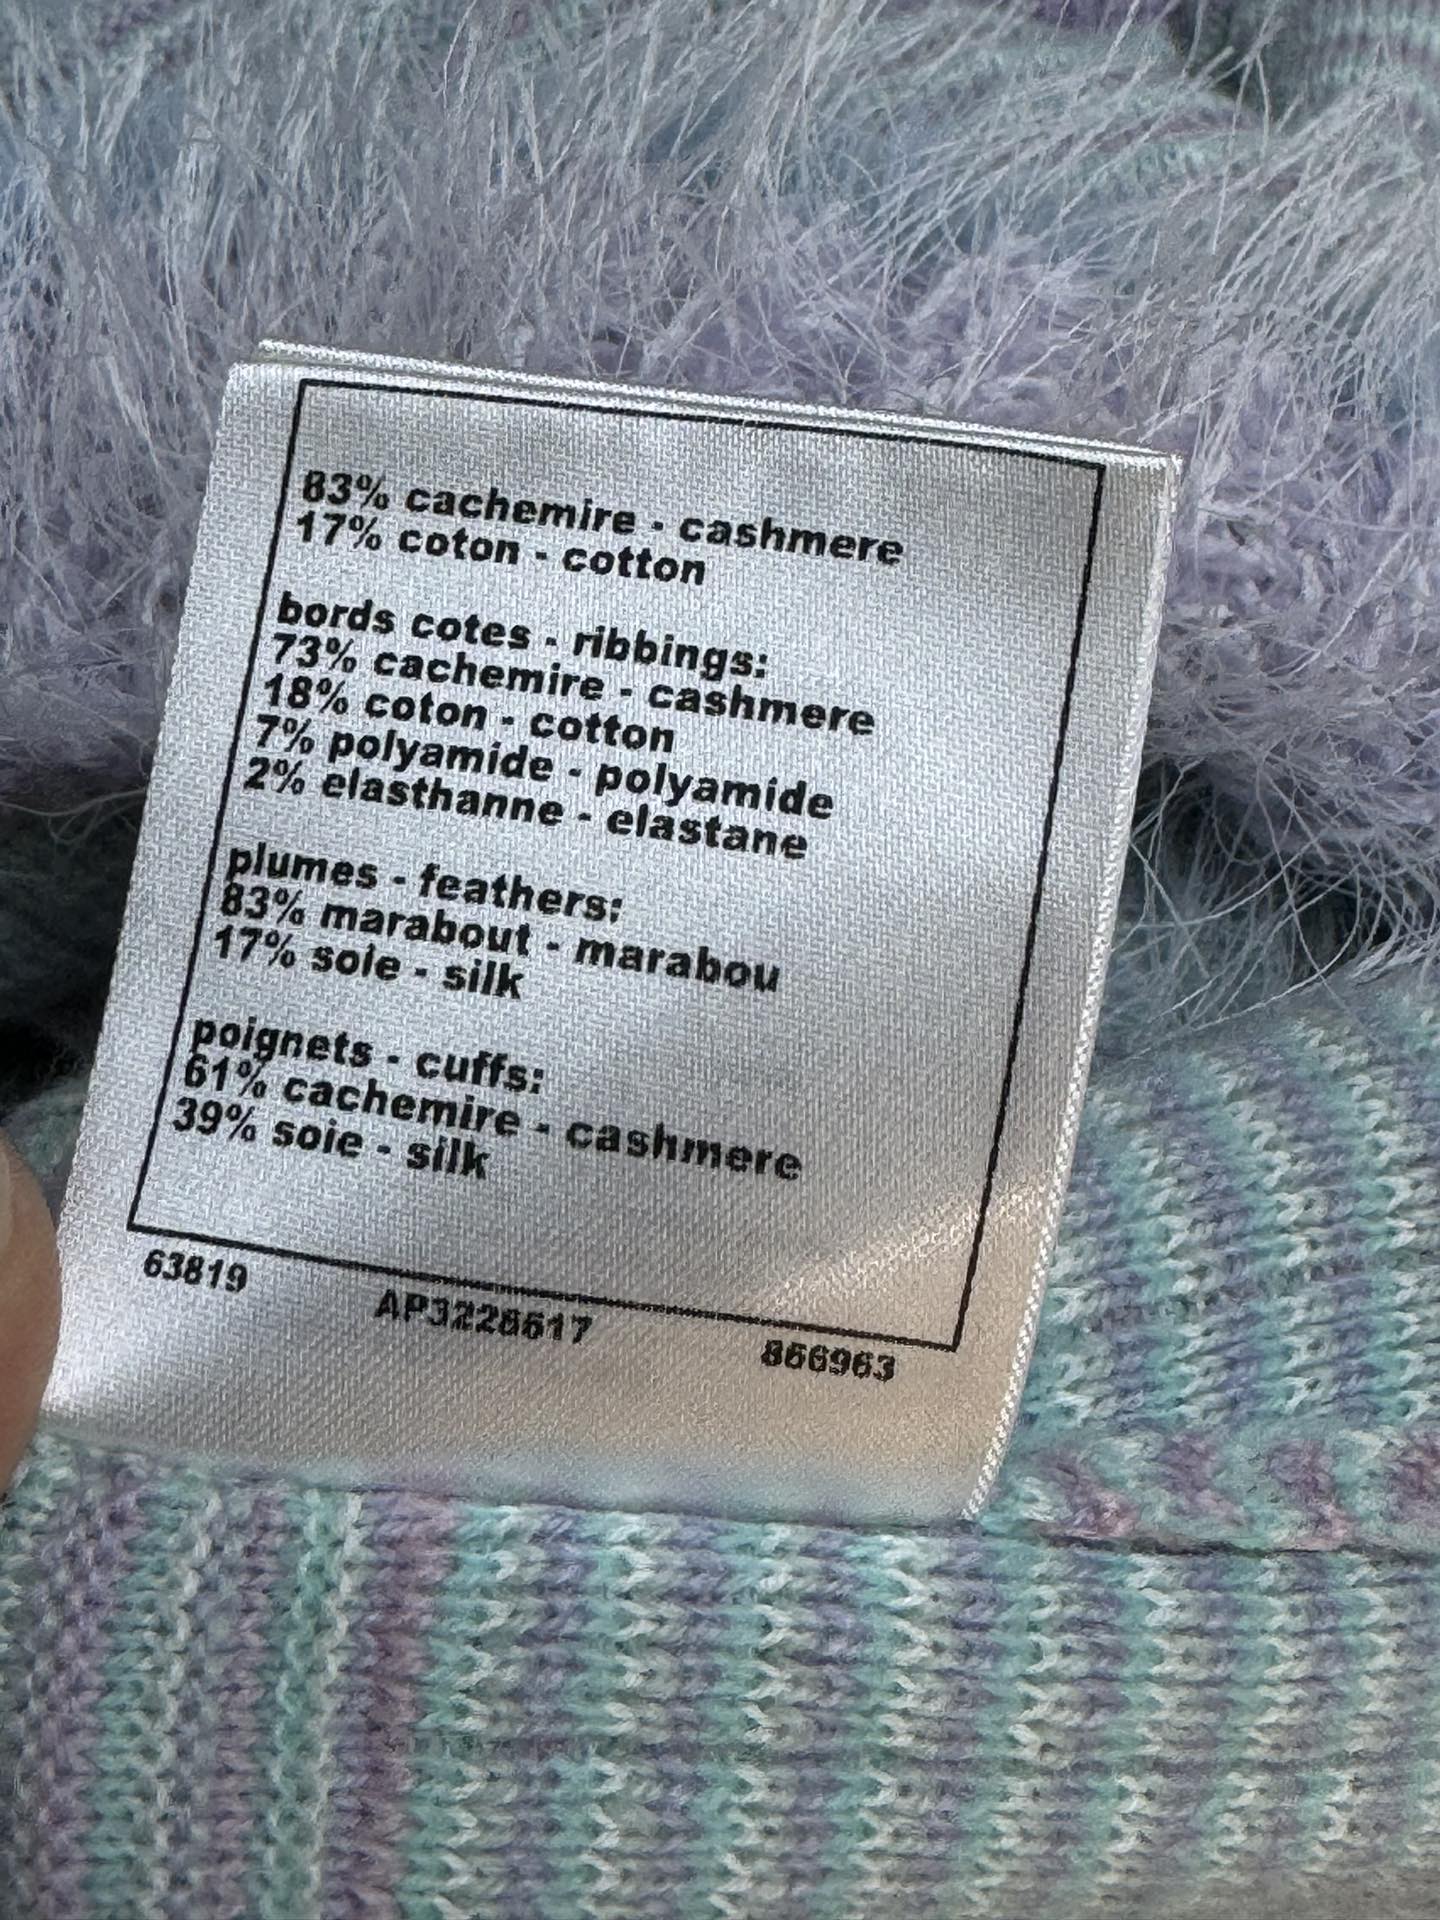 83% cachemire - cashmere
17% coton - cotton
bords cotes - ribbings:
73% cachemire - cashmere
18% coton - cotton
7% polyamide - polyamide
2% elasthanne - elastane
plumes - feathers:
83% marabout - marabou
17% soie - silk
poignets - cuffs:
61% cachemire - cashmere
39% soie - silk
63819
866963